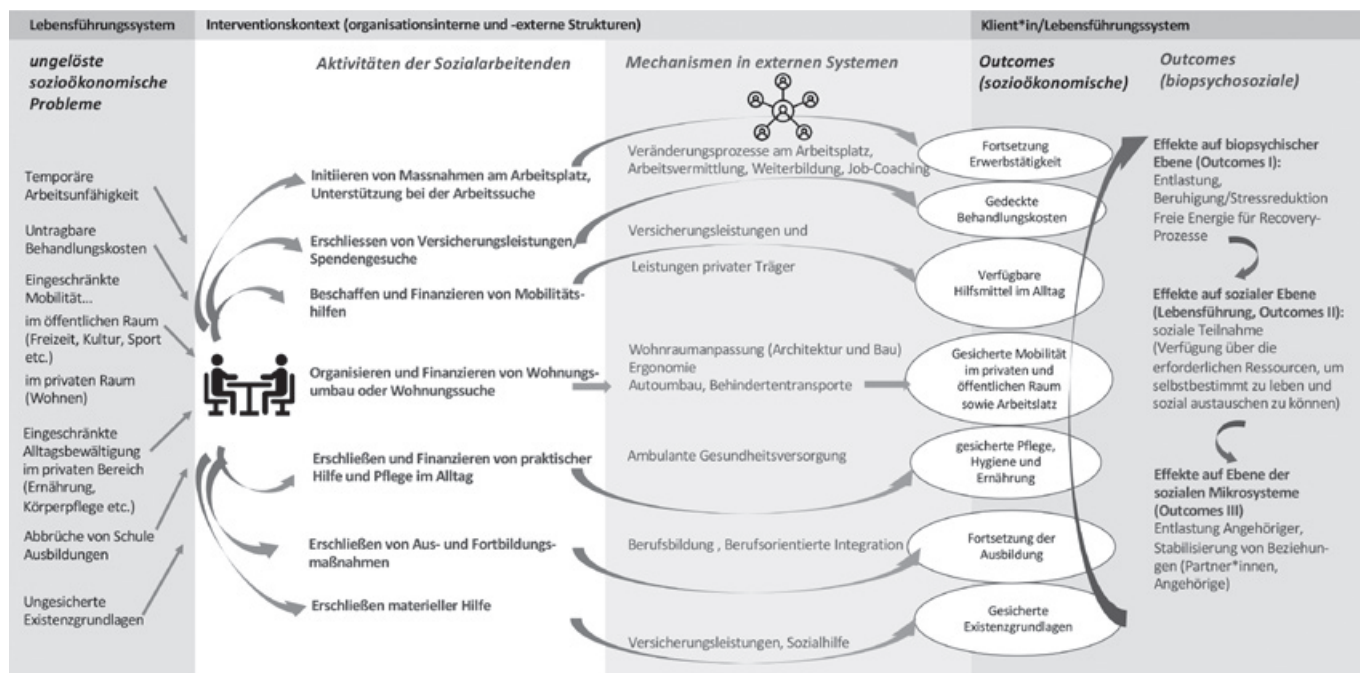 Lebensführungssystem
Interventionskontext (organisationsinterne und -externe Strukturen)
Klient*in/Lebensführungssystem
ungelöste
sozioökonomische
Probleme
Aktivitäten der Sozialarbeitenden
Mechanismen in externen Systemen
Outcomes
(sozioökonomische)
Outcomes
(biopsychosoziale)
Temporäre
Arbeitsunfähigkeit
Untragbare
Behandlungskosten
Eingeschränkte
Mobilität...
im öffentlichen Raum
(Freizeit, Kultur, Sport
etc.)
im privaten Raum
(Wohnen)
Eingeschränkte
Alltagsbewältigung
im privaten Bereich
(Ernährung,
Körperpflege etc.)
Abbrüche von Schule
Ausbildungen
Ungesicherte
Existenzgrundlagen
Initiieren von Massnahmen am Arbeitsplatz,
Unterstützung bei der Arbeitssuche
Erschliessen von Versicherungsleistungen,
Spendengesuche
Beschaffen und Finanzieren von Mobilitäts-
hilfen
Organisieren und Finanzieren von Wohnungs-
umbau oder Wohnungssuche
Erschließen und Finanzieren von praktischer
Hilfe und Pflege im Alltag
Erschließen von Aus- und Fortbildungs-
maßnahmen
Erschließen materieller Hilfe
Veränderungsprozesse am Arbeitsplatz,
Arbeitsvermittlung, Weiterbildung, Job-Coaching
Versicherungsleistungen und
Leistungen privater Träger
Wohnraumanpassung (Architektur und Bau)
Ergonomie
Autoumbau, Behindertentransporte
Ambulante Gesundheitsversorgung
Berufsbildung , Berufsorientierte Integration
Versicherungsleistungen, Sozialhilfe
Fortsetzung
Erwerbstätigkeit
Gedeckte
Behandlungskosten
Verfügbare
Hilfsmittel im Alltag
Gesicherte Mobilität
im privaten und
öffentlichen Raum
sowie Arbeitslatz
gesicherte Pflege,
Hygiene und
Ernährung
Fortsetzung der
Ausbildung
Gesicherte
Existenzgrundlagen
Effekte auf biopsychischer
Ebene (Outcomes I):
Entlastung,
Beruhigung/Stressreduktion
Freie Energie für Recovery-
Prozesse
Effekte auf sozialer Ebene
(Lebensführung, Outcomes II):
soziale Teilnahme
(Verfügung über die
erforderlichen Ressourcen, um
selbstbestimmt zu leben und
sozial austauschen zu können)
Effekte auf Ebene der
sozialen Mikrosysteme
(Outcomes III)
Entlastung Angehöriger,
Stabilisierung von Beziehun-
gen (Partner*innen,
Angehörige)